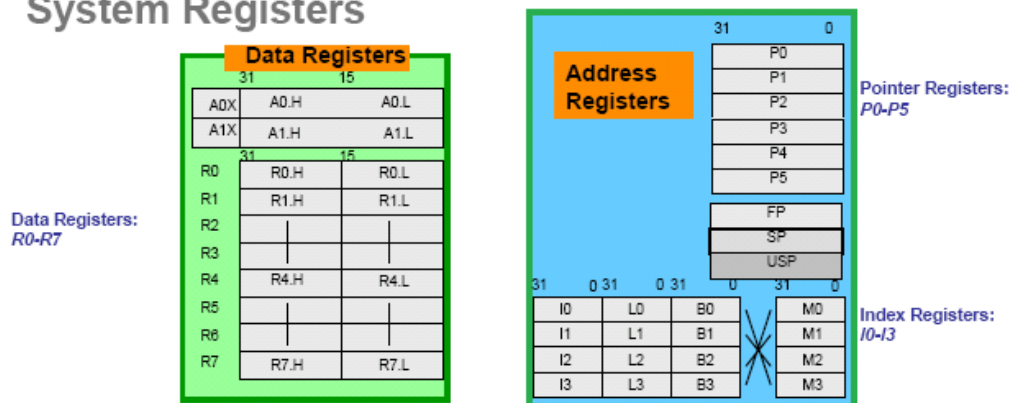 System Registers
Data Registers
31 15
A0X A0.H A0.L
A1X A1.H A1.L
31 15
R0 R0.H R0.L
R1 R1.H R1.L
R2
R3
R4 R4.H R4.L
R5
R6
R7 R7.H R7.L
Data Registers:
R0-R7
Address
Registers
31 0
P0
P1
P2
P3
P4
P5
FP
SP
USP
Pointer Registers:
P0-P5
31 0 31 0 31 0 31 0
I0 L0 B0 M0
I1 L1 B1 M1
I2 L2 B2 M2
I3 L3 B3 M3
Index Registers:
I0-I3